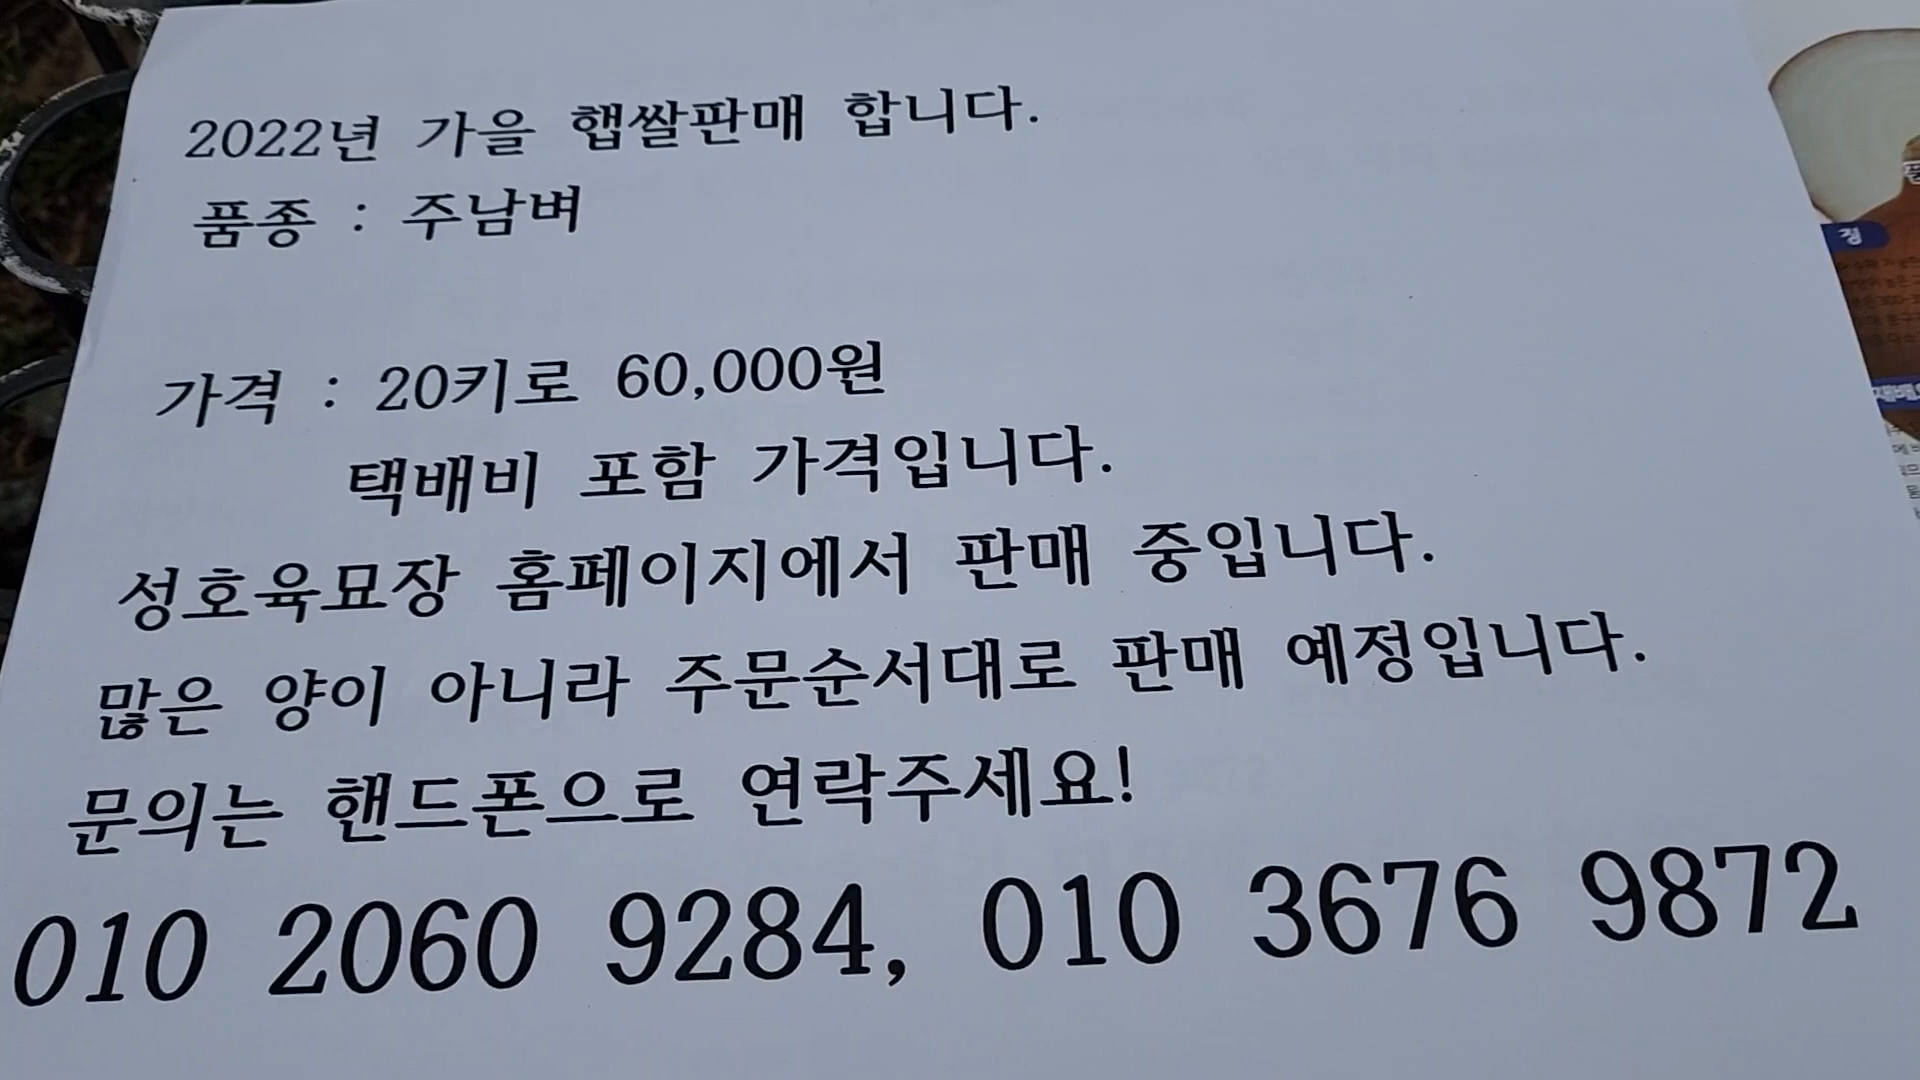 2022년 가을 햅쌀판매 합니다.
품종 : 주남벼
가격 : 20키로 60,000원
택배비 포함 가격입니다.
성호육묘장 홈페이지에서 판매 중입니다.
많은 양이 아니라 주문순서대로 판매 예정입니다.
문의는 핸드폰으로 연락주세요!
010 2060 9284, 010 3676 9872
징